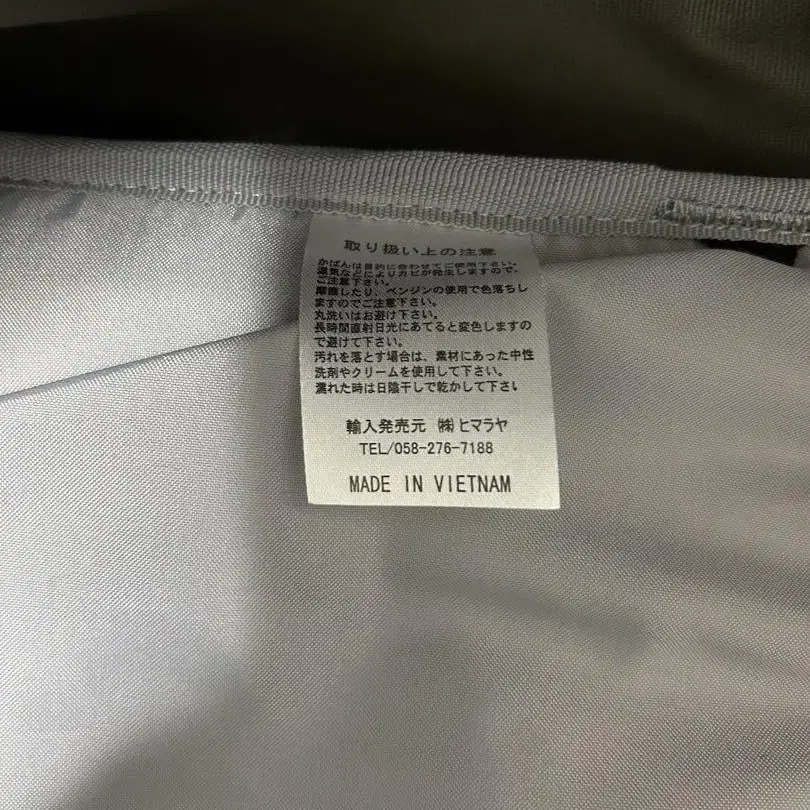 取り扱い上の注意
かばんは目的に合わせてご使用下さい。
湿気などによりカビが発生しますので、
ご注意下さい。
摩擦したり、ベンジンの使用で色落ちし
ますのでご注意下さい。
丸洗いはお避け下さい。
長時間直射日光にあてると変色します
ので避けて下さい。
汚れを落とす場合は、素材にあった中性
洗剤やクリームを使用して下さい。
濡れた時は日陰干しで乾かして下さい
輸入発売元 ㈱ヒマラヤ
TEL/058-276-7188
MADE IN VIETNAM